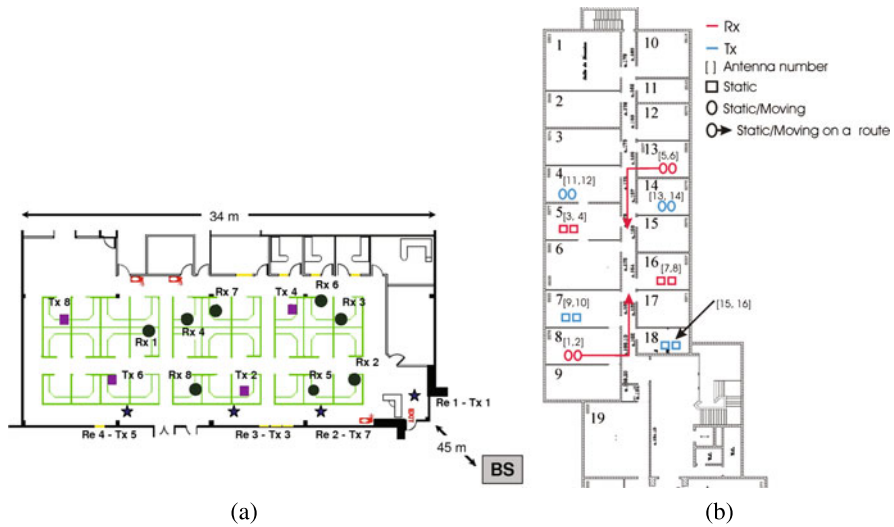 34 m
Tx 8
Rx 1
Rx 4
Rx 7
Tx 4
Rx 6
Rx 3
Tx 6
Rx 8
Tx 2
Rx 5
Rx 2
Re 1 - Tx 1
EXIT
Re 4 - Tx 5
Re 3 - Tx 3
Re 2 - Tx 7
45 m
BS
(a)
1
10
2
11
12
3
13
[5,6]
4
[11,12]
14
[13, 14]
5
[3, 4]
15
6
16
[7,8]
7
[9,10]
17
8
[1,2]
18
[15, 16]
9
19
Rx
Tx
[ ] Antenna number
Static
Static/Moving
Static/Moving on a route
(b)